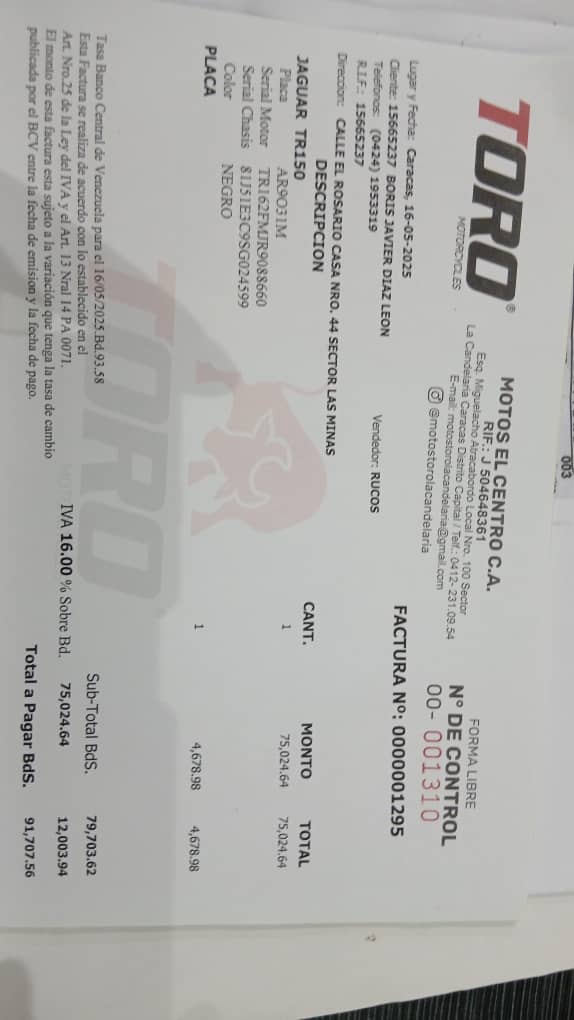 003
TORO®
MOTORCYCLES
MOTOS EL CENTRO C.A.
RIF.: J 504648361
Esq. Miguelacho Atracabordo Local Nro. 100 Sector
La Candelaria Caracas Distrito Capital / Telf.: 0412- 231.09.54
E-mail: motostorolacandelaria@gmail.com
@motostorolacandelaria
FORMA LIBRE
N° DE CONTROL
00- 001310
Lugar y Fecha: Caracas, 16-05-2025
FACTURA Nº: 0000001295
Cliente: 15665237 BORIS JAVIER DIAZ LEON
Telefonos: (0424) 1953319 Vendedor: RUCOS
R.I.F.: 15665237
Direccion: CALLE EL ROSARIO CASA NRO. 44 SECTOR LAS MINAS
DESCRIPCION CANT. MONTO TOTAL
JAGUAR TR150 1 75,024.64 75,024.64
Placa AR9O31M
Serial Motor TR162FMJR9088660
Serial Chasis 81J51E3C9SG024599
Color NEGRO
PLACA 1 4,678.98 4,678.98
TORO
Tasa Banco Central de Venezuela para el 16/05/2025.Bd.93.58
Sub-Total BdS. 79,703.62
Esta Factura se realiza de acuerdo con lo establecido en el
Art. Nro.25 de la Ley del IVA y el Art. 13 Nral 14 PA 0071.
IVA 16.00 % Sobre Bd. 75,024.64 12,003.94
El monto de esta factura esta sujeto a la variación que tenga la tasa de cambio
publicada por el BCV entre la fecha de emision y la fecha de pago.
Total a Pagar BdS. 91,707.56